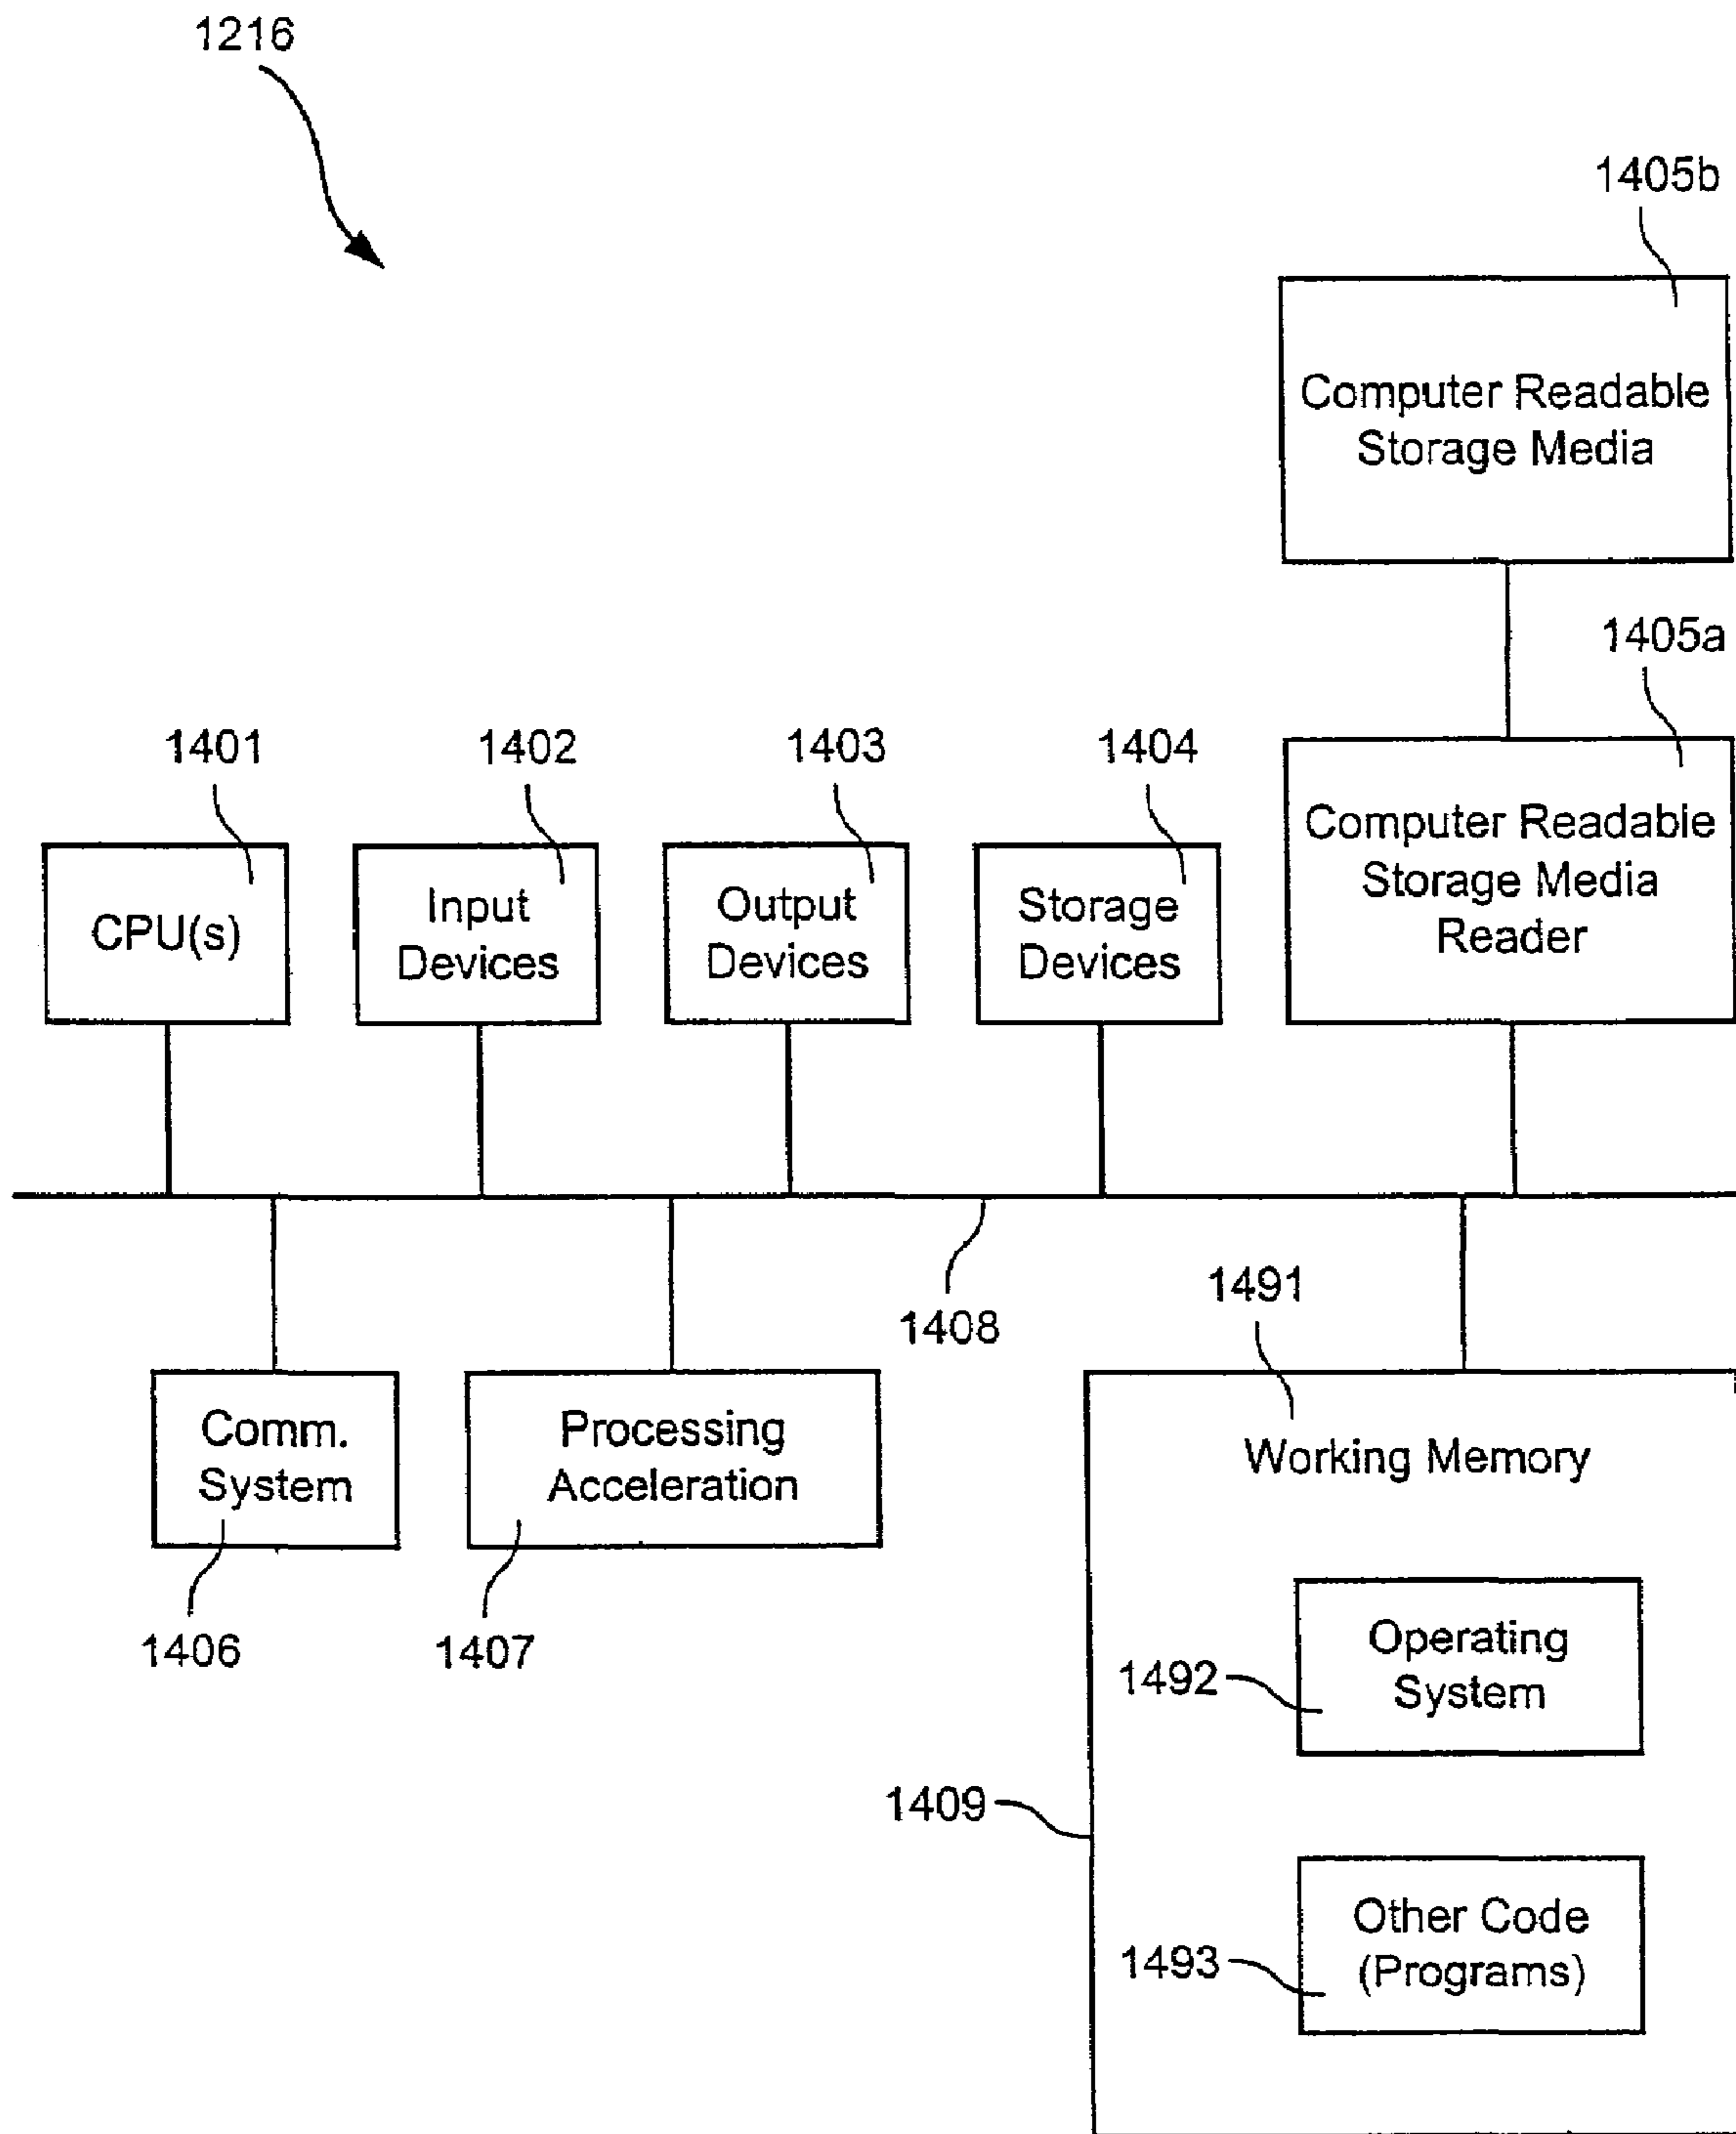 1216
1405b
Computer Readable
Storage Media
1405a
1401
1402
1403
1404
CPU(s)
Input
Devices
Output
Devices
Storage
Devices
Computer Readable
Storage Media
Reader
1408
1491
Comm.
System
Processing
Acceleration
Working Memory
1406
1407
Operating
System
1492
1409
Other Code
(Programs)
1493